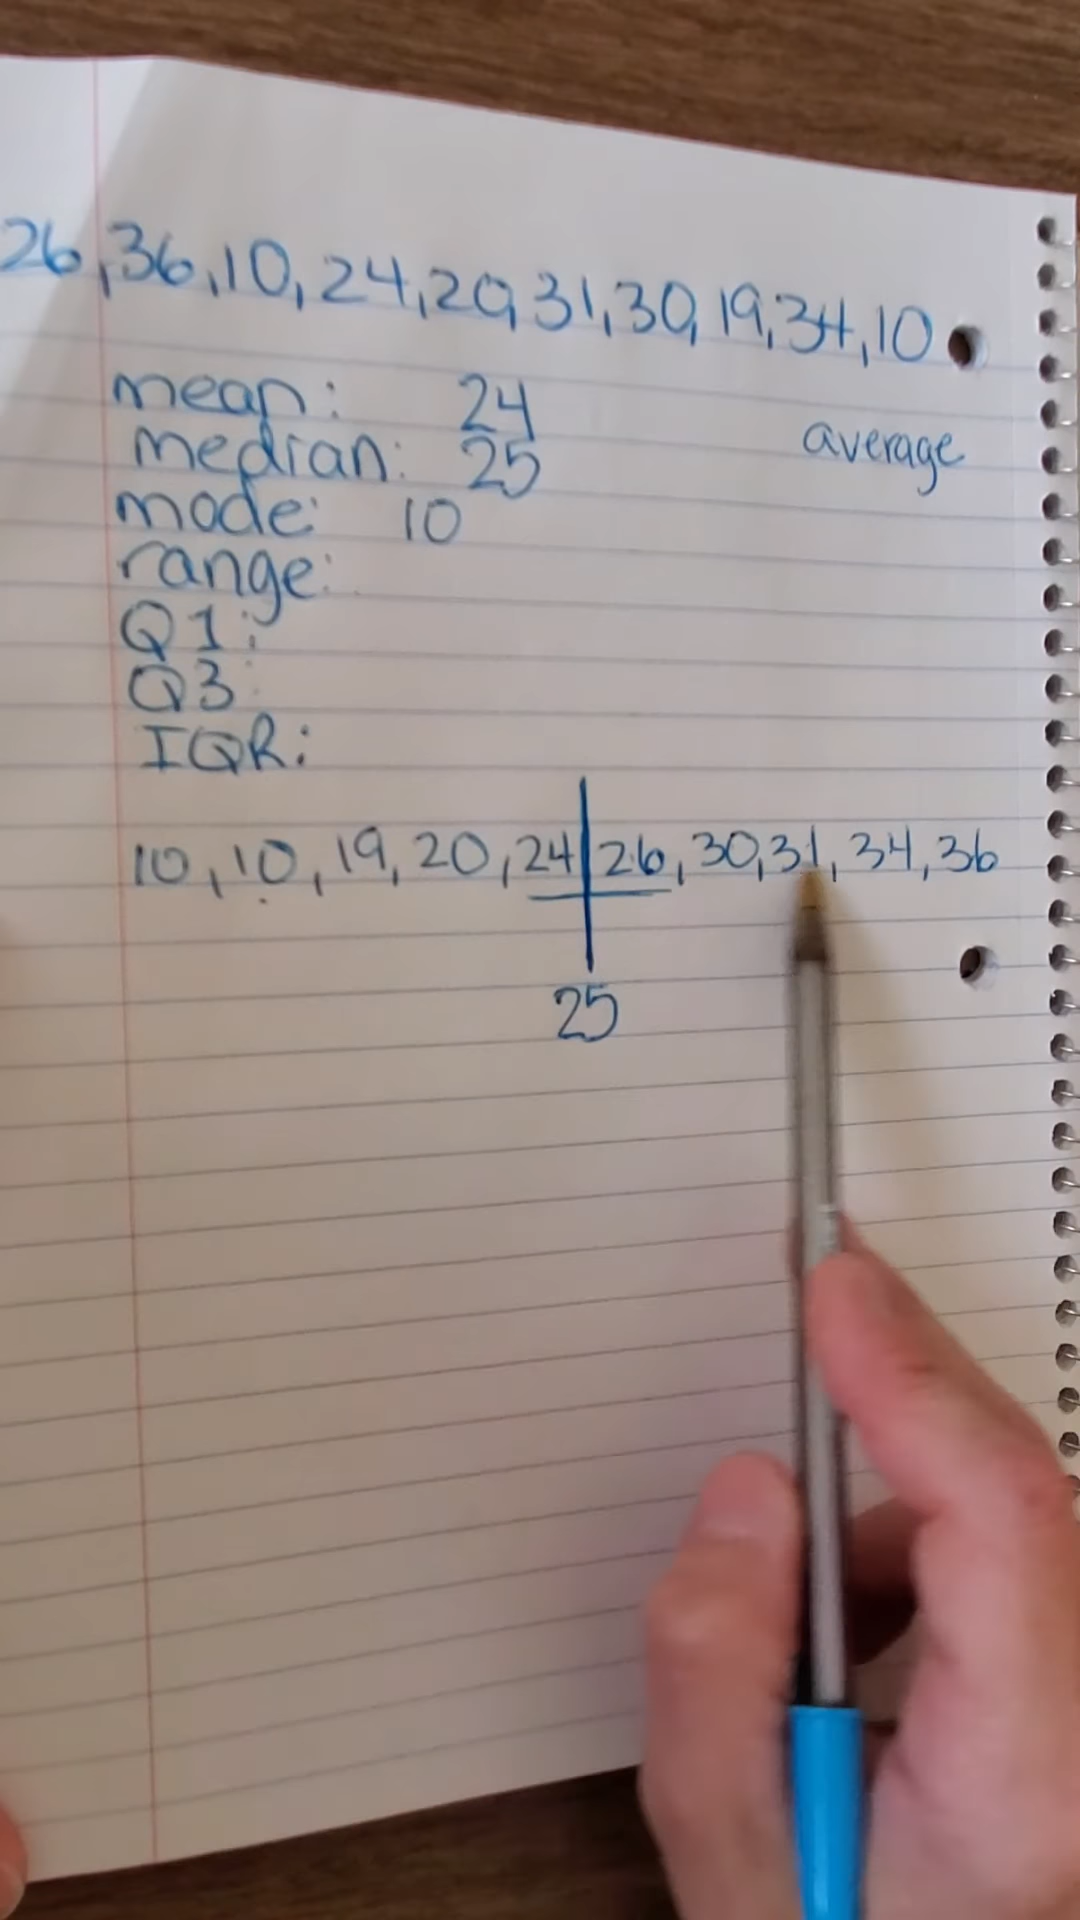 26,36,10,24,20,31,30,19,34,10
mean: 24
average
median: 25
mode: 10
range:
Q1:
Q3:
IQR:
10,10,19,20,24|26,30,31,34,36
25